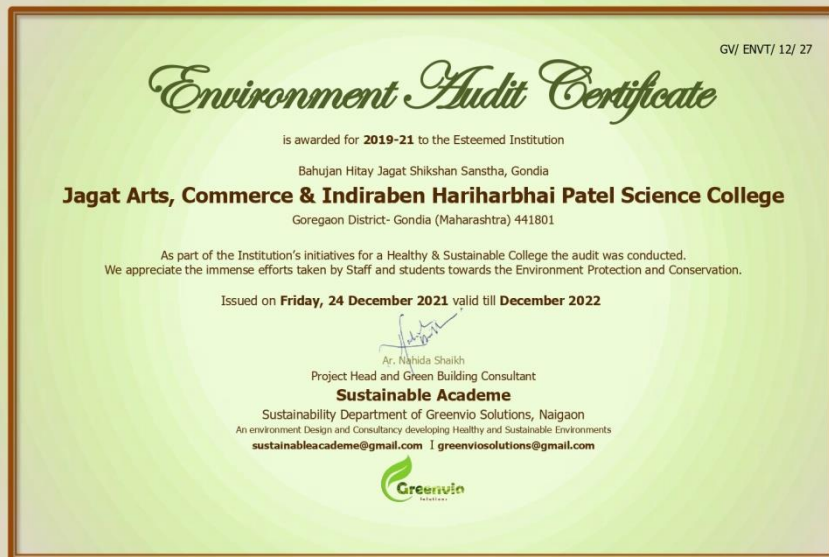 GV/ ENVT/ 12/ 27
Environment Audit Certificate
is awarded for 2019-21 to the Esteemed Institution
Bahujan Hitay Jagat Shikshan Sanstha, Gondia
Jagat Arts, Commerce & Indiraben Hariharbhai Patel Science College
Goregaon District- Gondia (Maharashtra) 441801
As part of the Institution's initiatives for a Healthy & Sustainable College the audit was conducted.
We appreciate the immense efforts taken by Staff and students towards the Environment Protection and Conservation.
Issued on Friday, 24 December 2021 valid till December 2022
Ar. Nahida Shaikh
Project Head and Green Building Consultant
Sustainable Academe
Sustainability Department of Greenvio Solutions, Naigaon
An environment Design and Consultancy developing Healthy and Sustainable Environments
sustainableacademe@gmail.com I greenviosolutions@gmail.com
Greenvio
Solutions